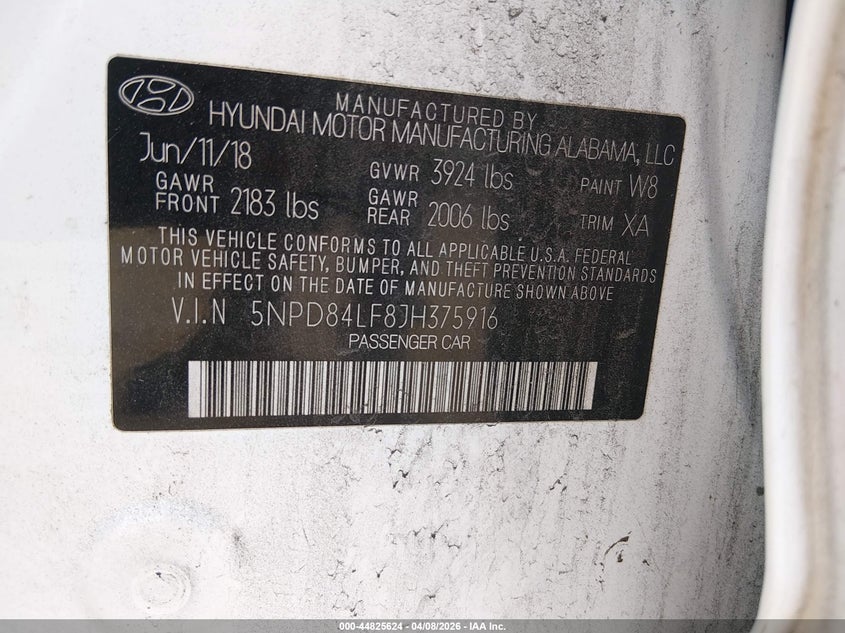 MANUFACTURED BY
HYUNDAI MOTOR MANUFACTURING ALABAMA, LLC
Jun/11/18 GVWR 3924 lbs PAINT W8
GAWR FRONT 2183 lbs GAWR REAR 2006 lbs TRIM XA
THIS VEHICLE CONFORMS TO ALL APPLICABLE U.S.A. FEDERAL
MOTOR VEHICLE SAFETY, BUMPER, AND THEFT PREVENTION STANDARDS
IN EFFECT ON THE DATE OF MANUFACTURE SHOWN ABOVE
V.I.N 5NPD84LF8JH375916
PASSENGER CAR
000-44825624 | 04/08/2026 - IAA Inc.